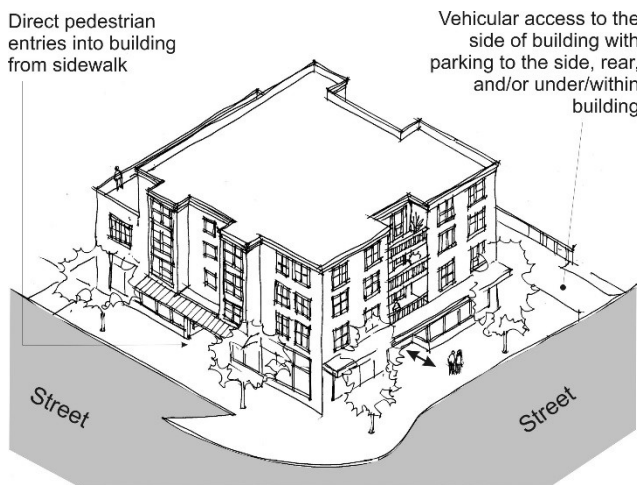 Direct pedestrian
entries into building
from sidewalk
Vehicular access to the
side of building with
parking to the side, rear,
and/or under/within
building
Street
Street